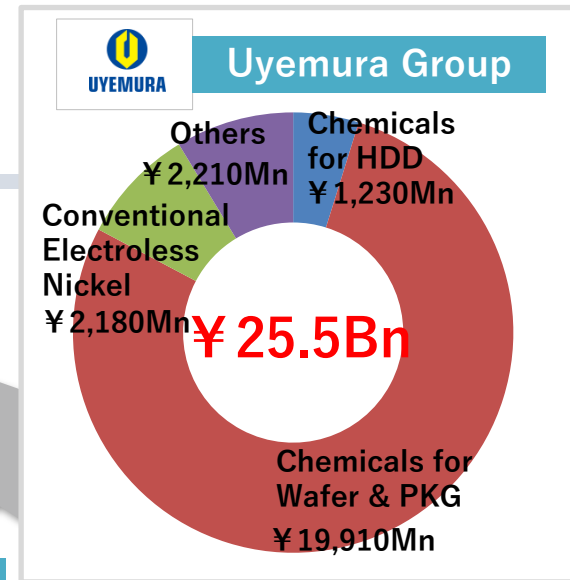 UYEMURA
Uyemura Group
Chemicals
for HDD
￥1,230Mn
Others
￥2,210Mn
Conventional
Electroless
Nickel
￥2,180Mn
￥25.5Bn
Chemicals for
Wafer & PKG
￥19,910Mn